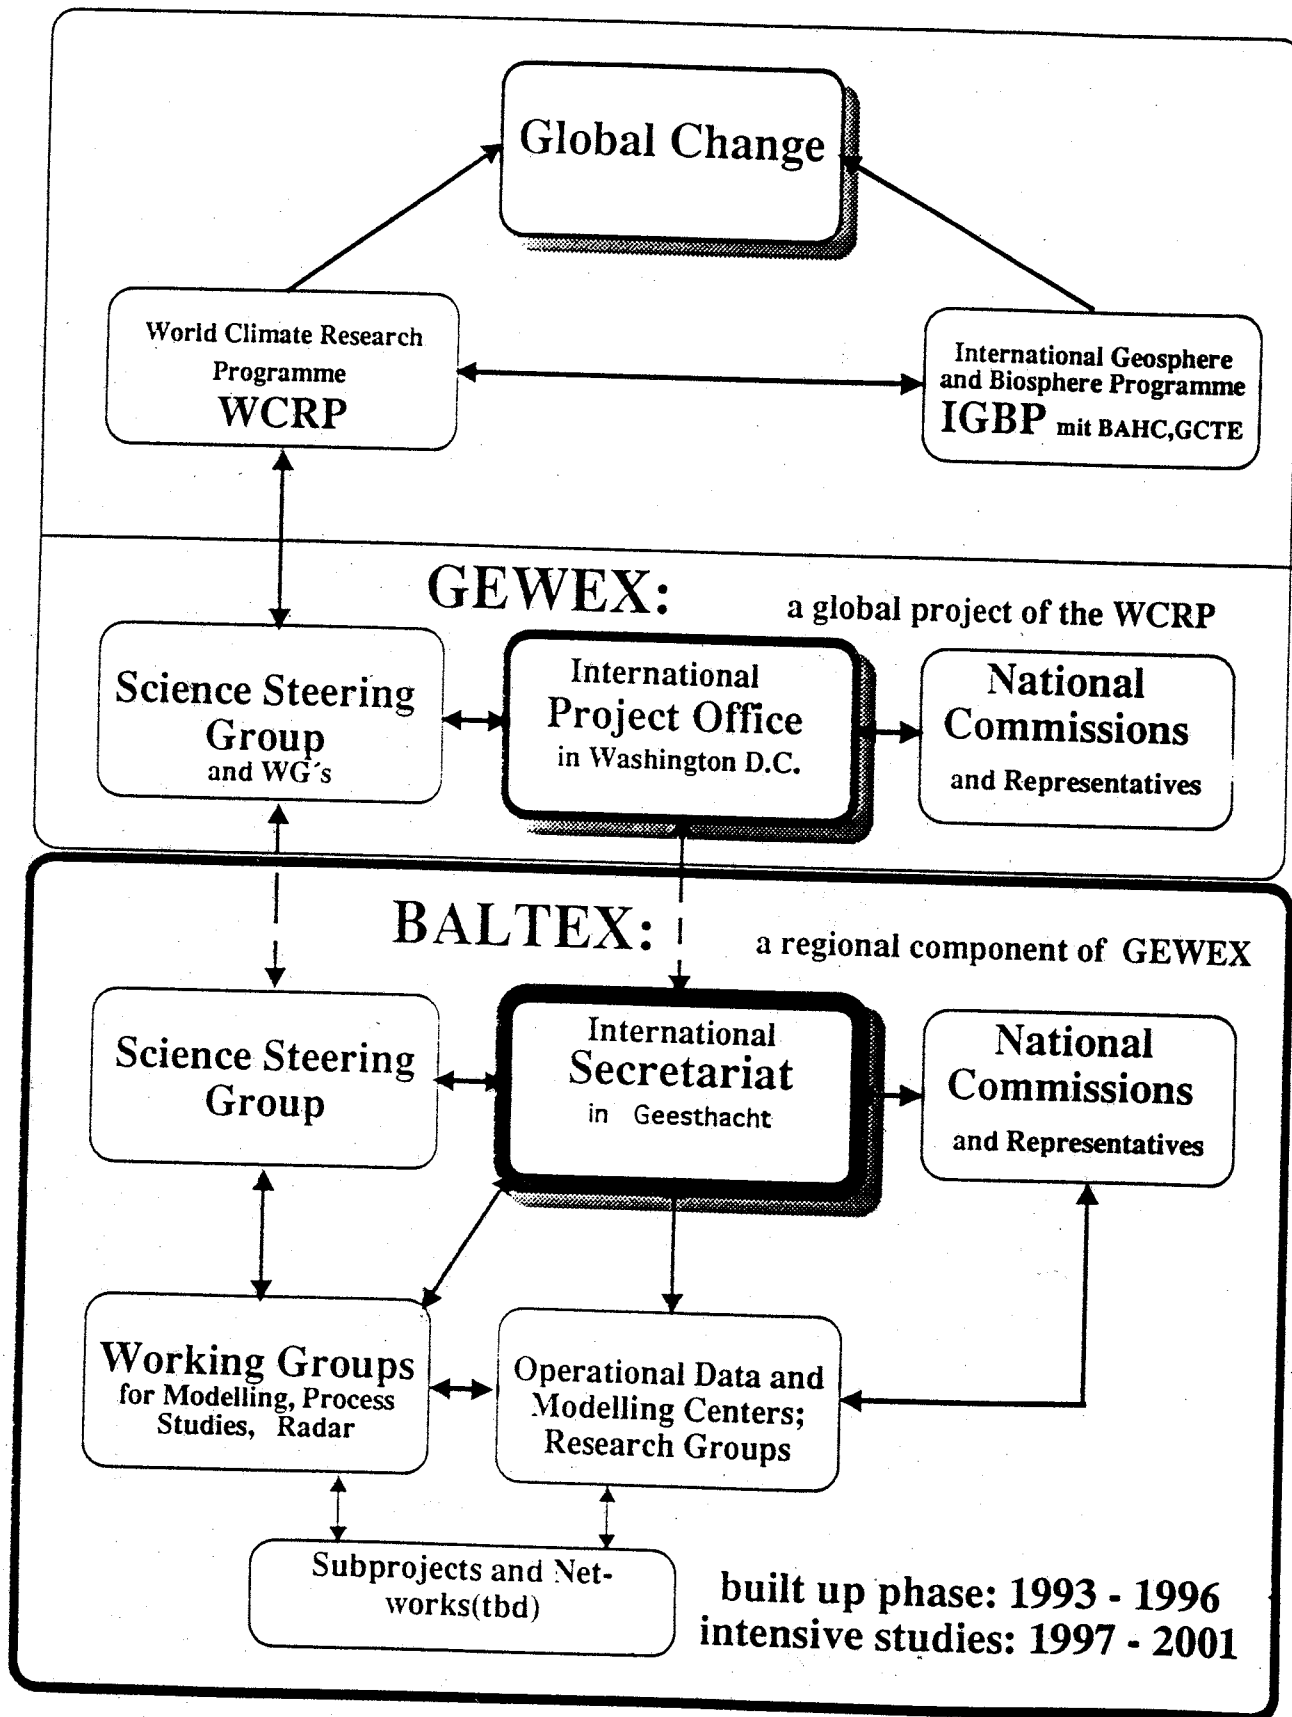 Global Change
World Climate Research
Programme
WCRP
International Geosphere
and Biosphere Programme
IGBP mit BAHC,GCTE
GEWEX: a global project of the WCRP
Science Steering
Group
and WG´s
International
Project Office
in Washington D.C.
National
Commissions
and Representatives
BALTEX: a regional component of GEWEX
Science Steering
Group
International
Secretariat
in Geesthacht
National
Commissions
and Representatives
Working Groups
for Modelling, Process
Studies, Radar
Operational Data and
Modelling Centers;
Research Groups
Subprojects and Net-
works(tbd)
built up phase: 1993 - 1996
intensive studies: 1997 - 2001